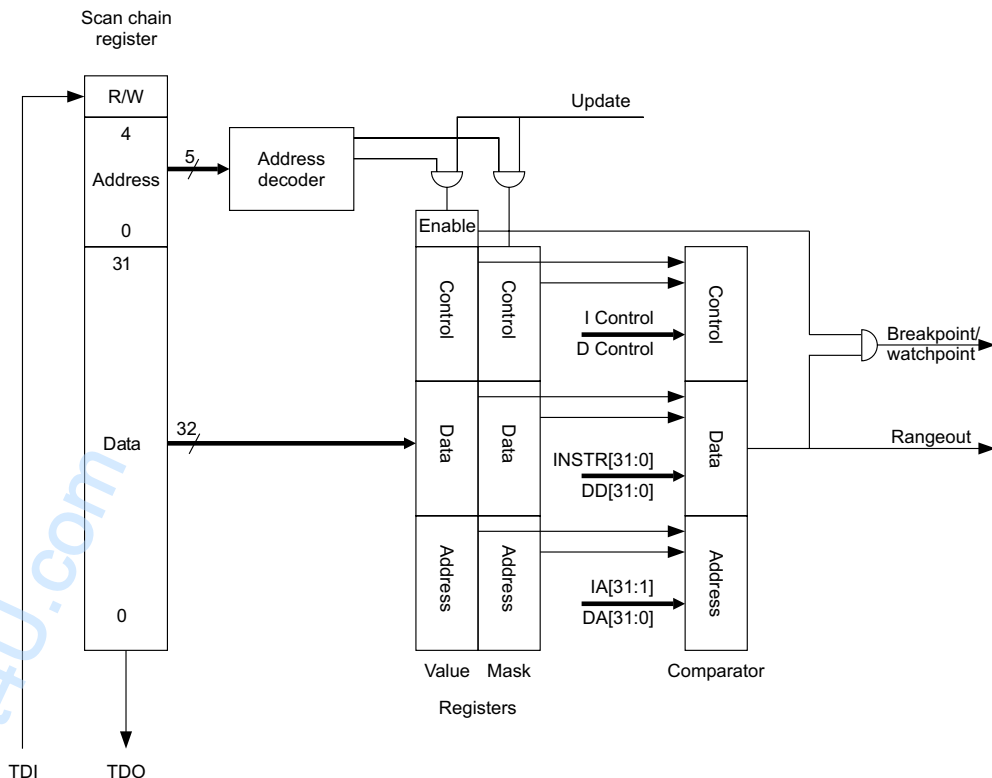 Scan chain
register
R/W
4
Address
0
31
Data
0
TDI
TDO
5
Address
decoder
Update
32
Enable
Control
Control
Data
Data
Address
Address
Value
Mask
Registers
I Control
D Control
INSTR[31:0]
DD[31:0]
IA[31:1]
DA[31:0]
Control
Data
Address
Comparator
Breakpoint/
watchpoint
Rangeout
4U.com